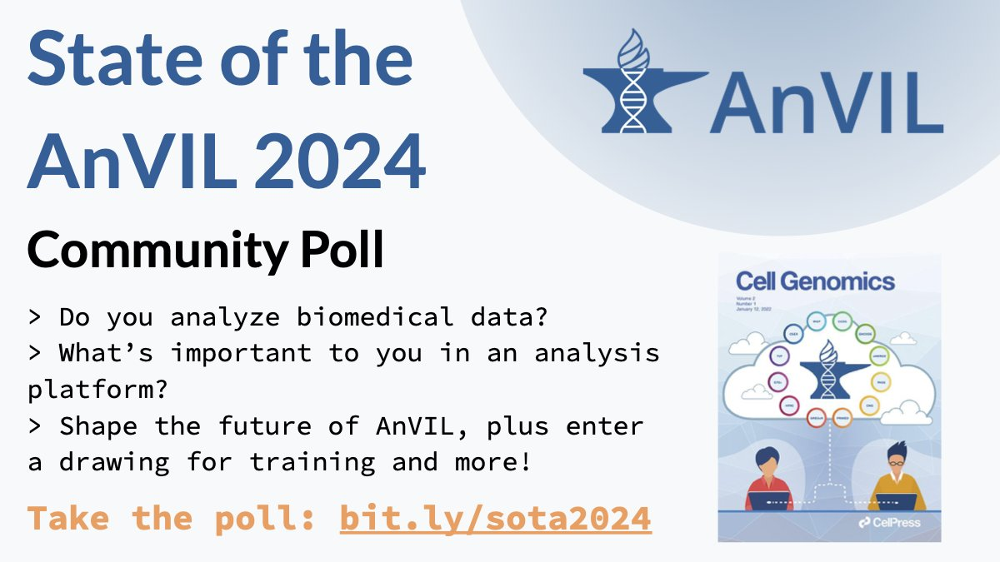 State of the
AnVIL 2024
AnVIL
Community Poll
> Do you analyze biomedical data?
> What’s important to you in an analysis
platform?
> Shape the future of AnVIL, plus enter
a drawing for training and more!
Take the poll: bit.ly/sota2024
Cell Genomics
Volume 2
Number 1
January 12, 2022
CSER
T2T
CellPress